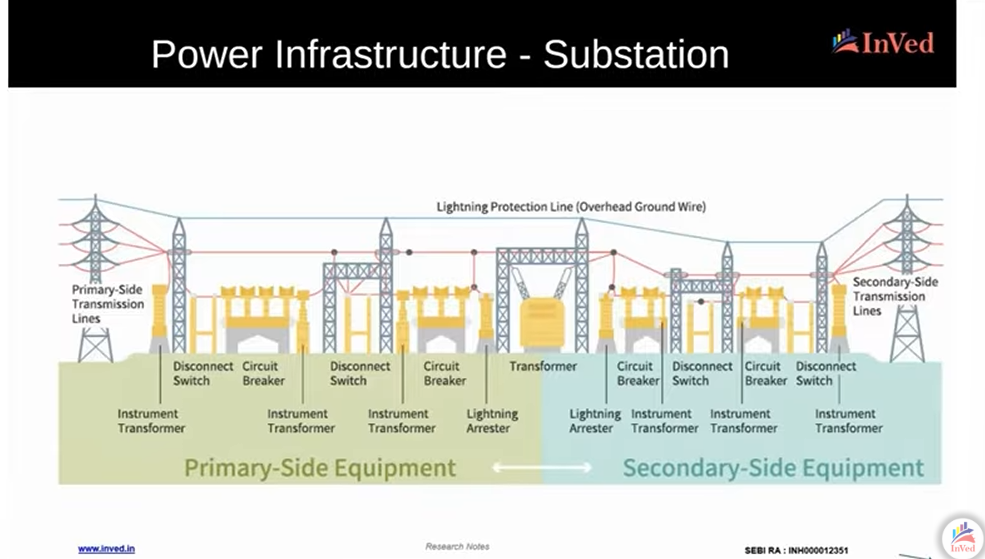 Power Infrastructure - Substation
InVed
Lightning Protection Line (Overhead Ground Wire)
Primary-Side
Transmission
Lines
Secondary-Side
Transmission
Lines
Disconnect
Switch
Circuit
Breaker
Disconnect
Switch
Circuit
Breaker
Transformer
Circuit
Breaker
Disconnect
Switch
Circuit
Breaker
Disconnect
Switch
Instrument
Transformer
Instrument
Transformer
Instrument
Transformer
Lightning
Arrester
Lightning
Arrester
Instrument
Transformer
Instrument
Transformer
Instrument
Transformer
Primary-Side Equipment
Secondary-Side Equipment
www.inved.in
Research Notes
SEBI RA : INH000012351
InVed